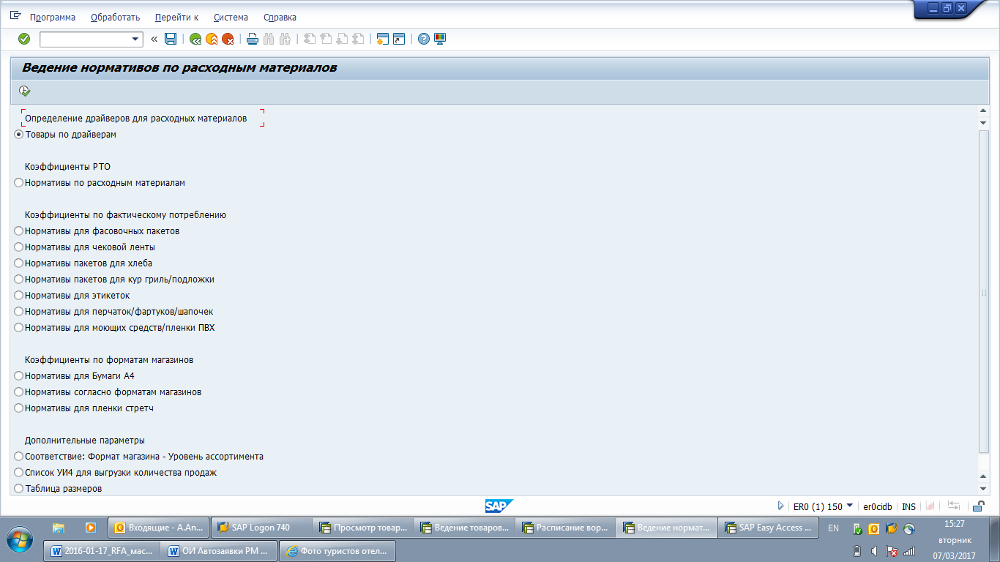 Программа Обработать Перейти к Система Справка
Ведение нормативов по расходным материалов
Определение драйверов для расходных материалов
Товары по драйверам
Коэффициенты РТО
Нормативы по расходным материалам
Коэффициенты по фактическому потреблению
Нормативы для фасовочных пакетов
Нормативы для чековой ленты
Нормативы пакетов для хлеба
Нормативы пакетов для кур гриль/подложки
Нормативы для этикеток
Нормативы для перчаток/фартуков/шапочек
Нормативы для моющих средств/пленки ПВХ
Коэффициенты по форматам магазинов
Нормативы для Бумаги А4
Нормативы согласно форматам магазинов
Нормативы для пленки стретч
Дополнительные параметры
Соответствие: Формат магазина - Уровень ассортимента
Список УИ4 для выгрузки количества продаж
Таблица размеров
SAP ER0 (1) 150 er0cidb INS
Входящие - A.An... SAP Logon 740 Просмотр товар... Ведение товаров... Расписание вор... Ведение нормат... SAP Easy Access ... EN 15:27
вторник
2016-01-17_RFA_мас... ОИ Автозаявки РМ ... Фото туристов отел... 07/03/2017